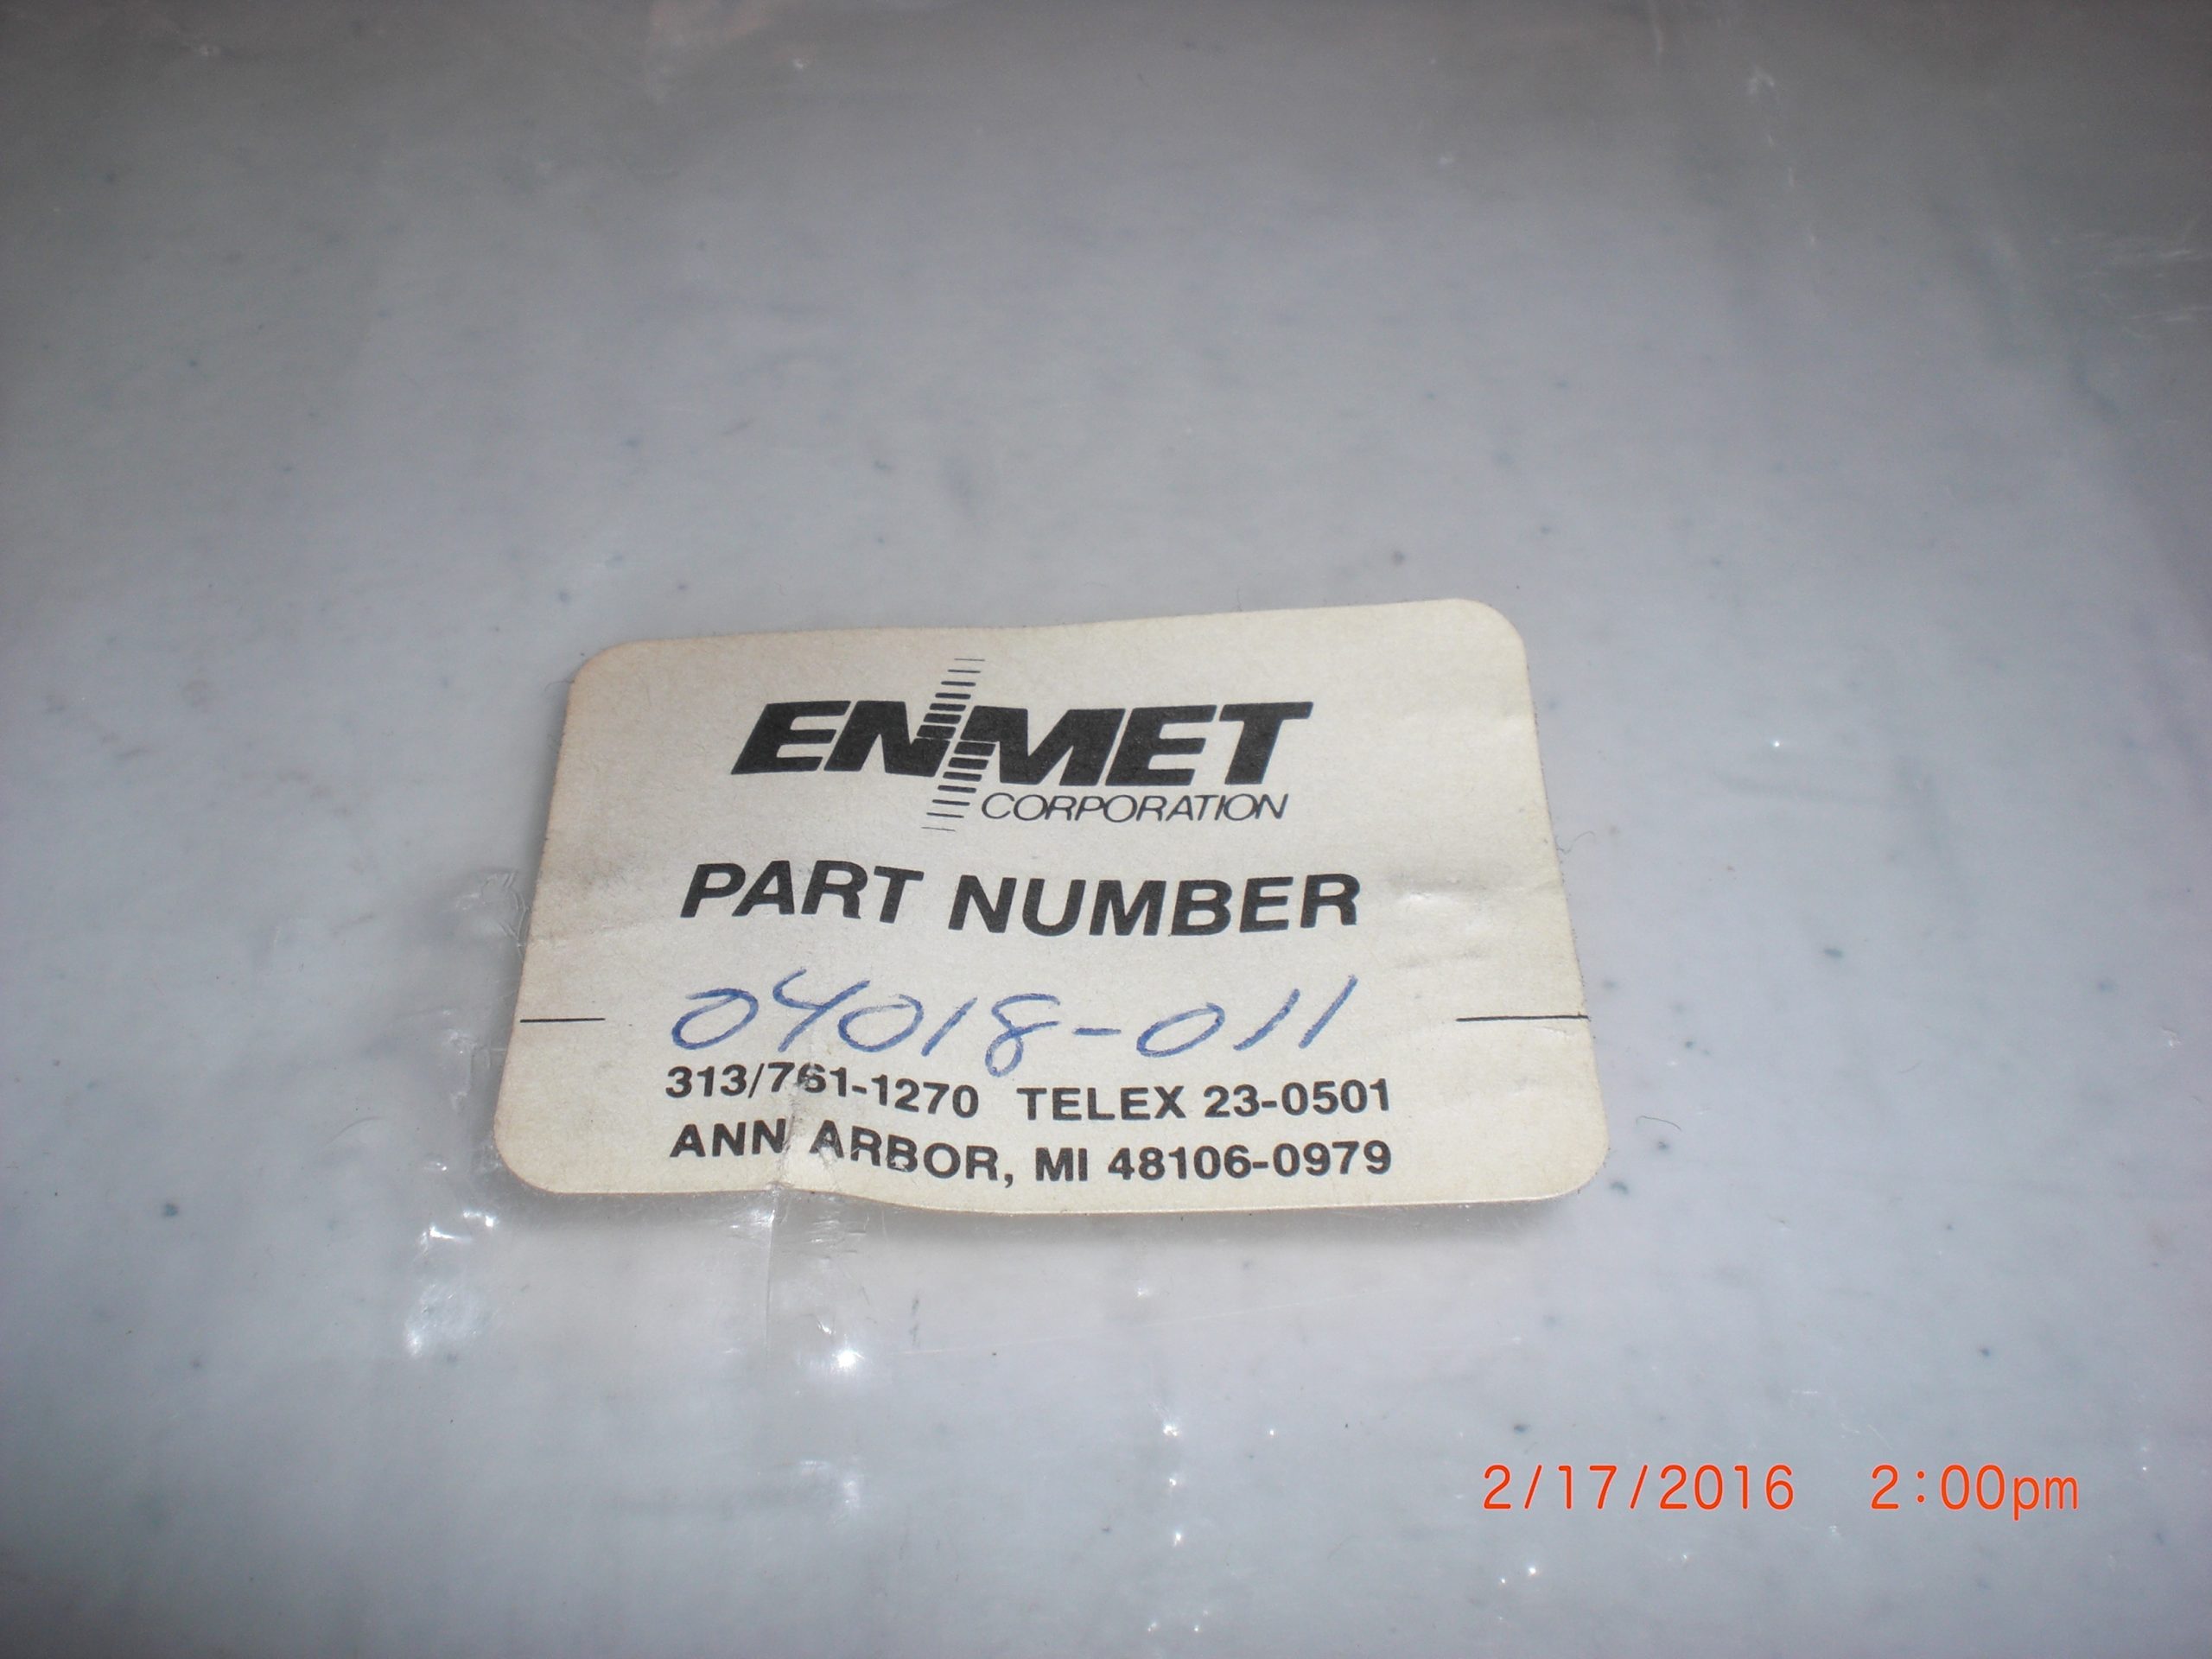 ENMET
CORPORATION
PART NUMBER
04018-011
313/761-1270 TELEX 23-0501
ANN ARBOR, MI 48106-0979
2/17/2016 2:00pm